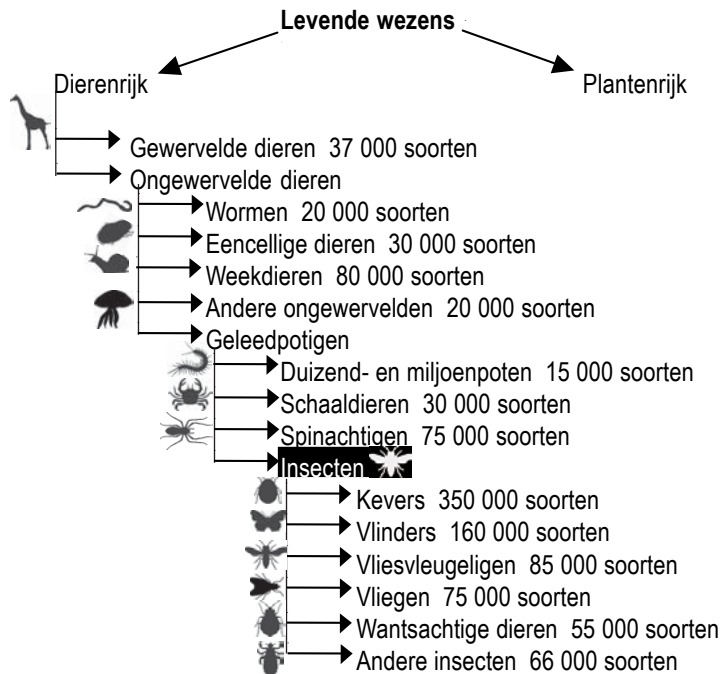 Levende wezens
Dierenrijk Plantenrijk
Gewervelde dieren 37 000 soorten
Ongewervelde dieren
Wormen 20 000 soorten
Eencellige dieren 30 000 soorten
Weekdieren 80 000 soorten
Andere ongewervelden 20 000 soorten
Geleedpotigen
Duizend- en miljoenpoten 15 000 soorten
Schaaldieren 30 000 soorten
Spinachtigen 75 000 soorten
Insecten
Kevers 350 000 soorten
Vlinders 160 000 soorten
Vliesvleugeligen 85 000 soorten
Vliegen 75 000 soorten
Wantsachtige dieren 55 000 soorten
Andere insecten 66 000 soorten